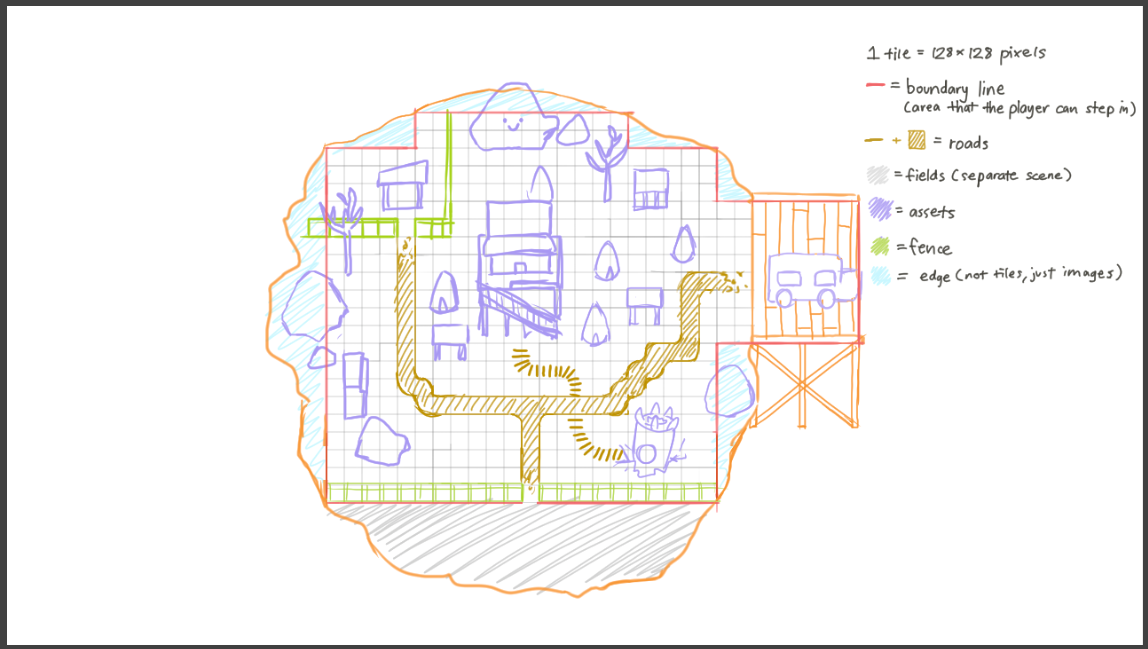 1 tile = 128×128 pixels
= boundary line
(area that the player can step in)
+ = roads
= fields (separate scene)
= assets
= fence
= edge (not tiles, just images)